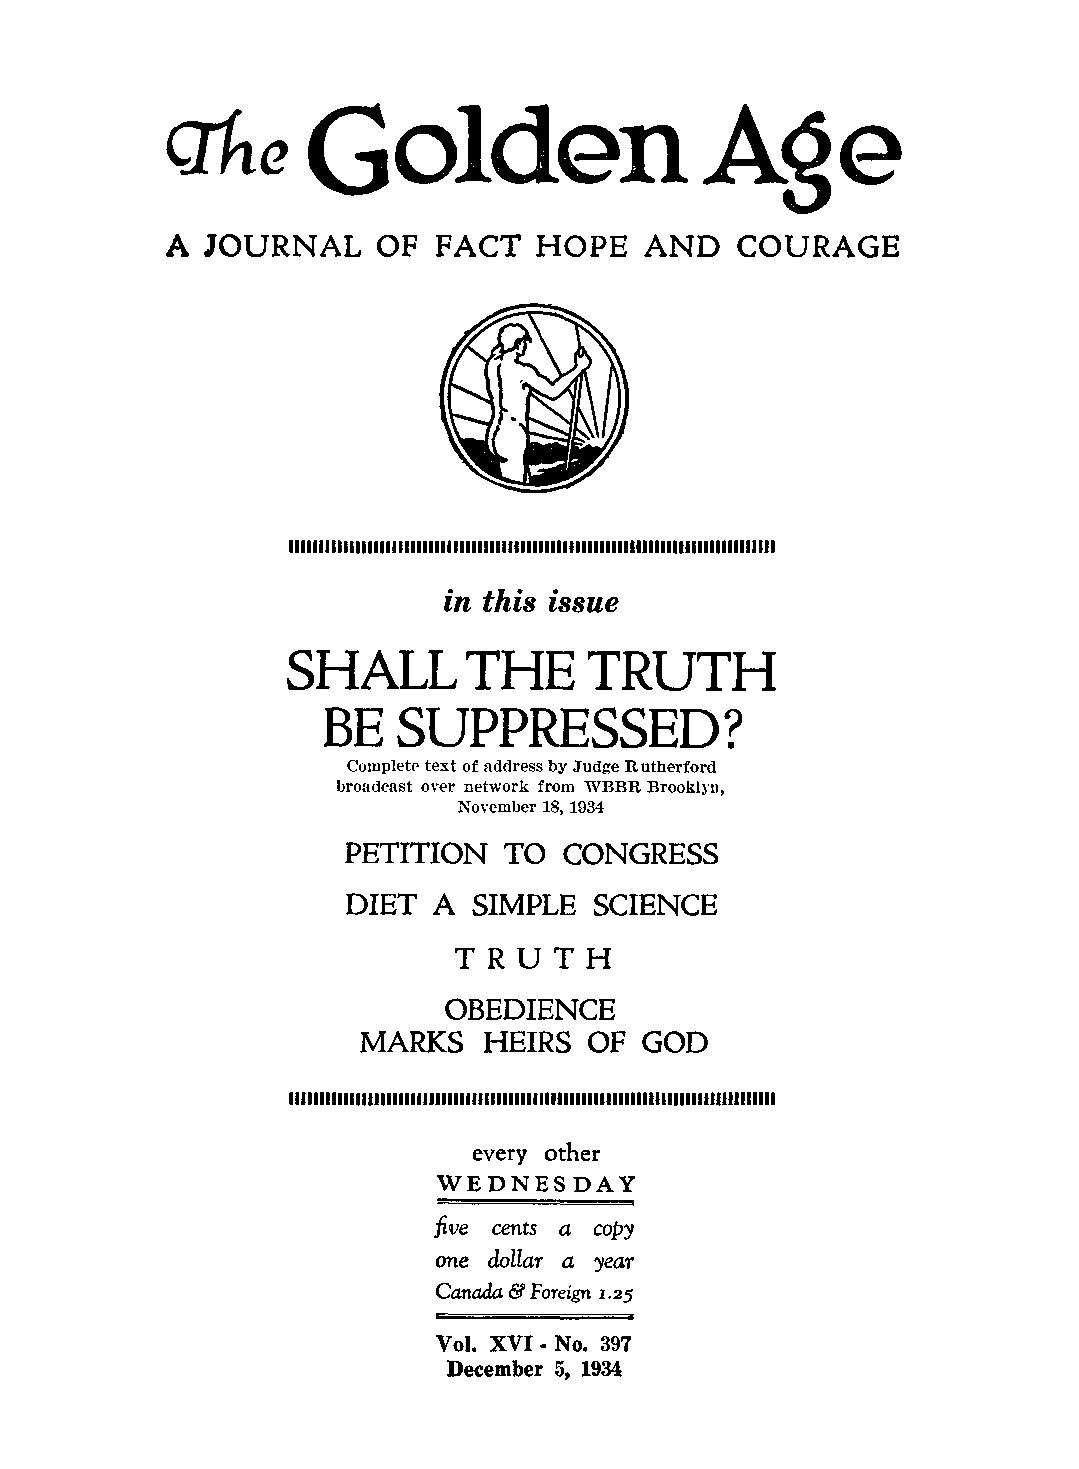 The Golden Age
A JOURNAL OF FACT HOPE AND COURAGE
in this issue
SHALL THE TRUTH
BE SUPPRESSED?
Complete text of address by Judge Rutherford
broadcast over network from WBBR Brooklyn,
November 18, 1934
PETITION TO CONGRESS
DIET A SIMPLE SCIENCE
TRUTH
OBEDIENCE
MARKS HEIRS OF GOD
every other
WEDNESDAY
five cents a copy
one dollar a year
Canada & Foreign 1.25
Vol. XVI - No. 397
December 5, 1934